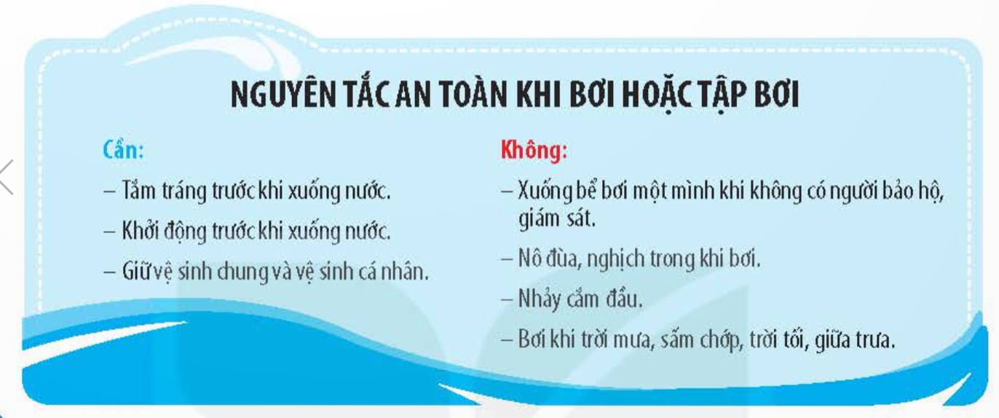 NGUYÊN TẮC AN TOÀN KHI BƠI HOẶC TẬP BƠI
Cần:
– Tắm tráng trước khi xuống nước.
– Khởi động trước khi xuống nước.
– Giữ vệ sinh chung và vệ sinh cá nhân.
Không:
– Xuống bể bơi một mình khi không có người bảo hộ,
giám sát.
– Nô đùa, nghịch trong khi bơi.
– Nhảy cắm đầu.
– Bơi khi trời mưa, sấm chớp, trời tối, giữa trưa.